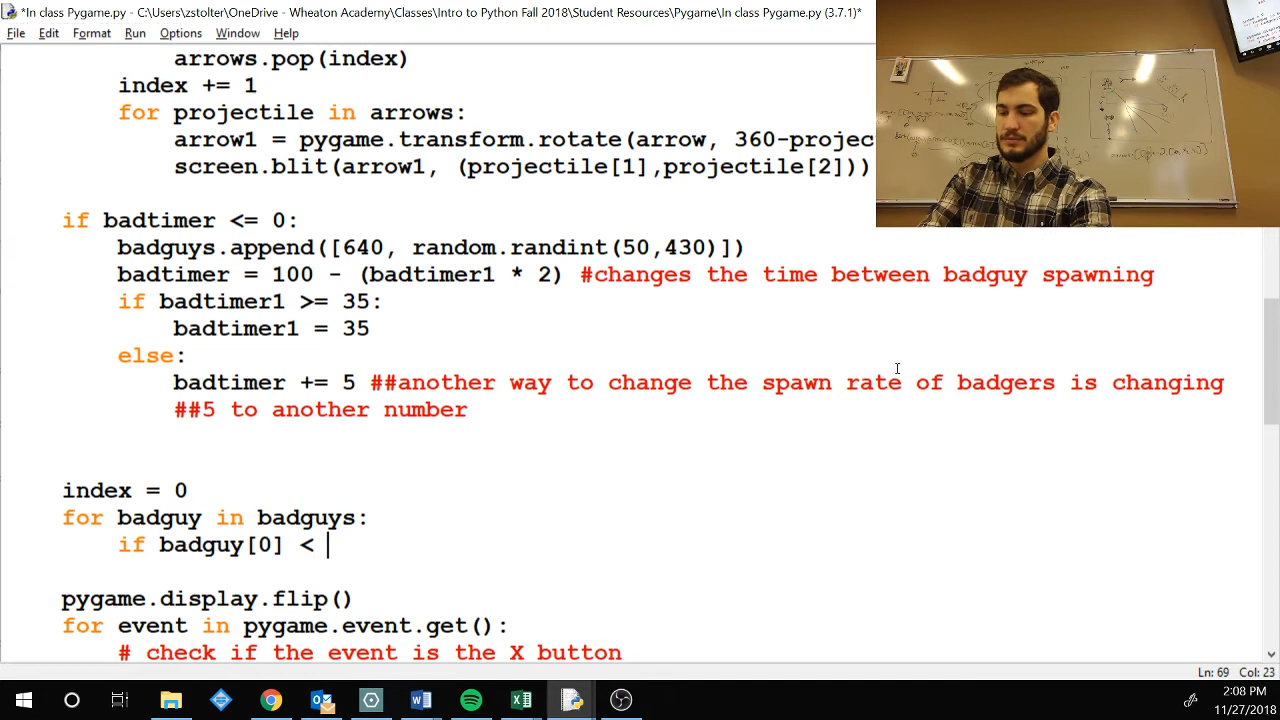 *In class Pygame.py - C:\Users\zstolter\OneDrive - Wheaton Academy\Classes\Intro to Python Fall 2018\Student Resources\Pygame\In class Pygame.py (3.7.1)*
File Edit Format Run Options Window Help
arrows.pop(index)
index += 1
for projectile in arrows:
arrow1 = pygame.transform.rotate(arrow, 360-projec
screen.blit(arrow1, (projectile[1],projectile[2]))
if badtimer <= 0:
badguys.append([640, random.randint(50,430)])
badtimer = 100 - (badtimer1 * 2) #changes the time between badguy spawning
if badtimer1 >= 35:
badtimer1 = 35
else:
badtimer += 5 ##another way to change the spawn rate of badgers is changing
##5 to another number
index = 0
for badguy in badguys:
if badguy[0] <
pygame.display.flip()
for event in pygame.event.get():
# check if the event is the X button
Ln: 69 Col: 23
2:08 PM
11/27/2018